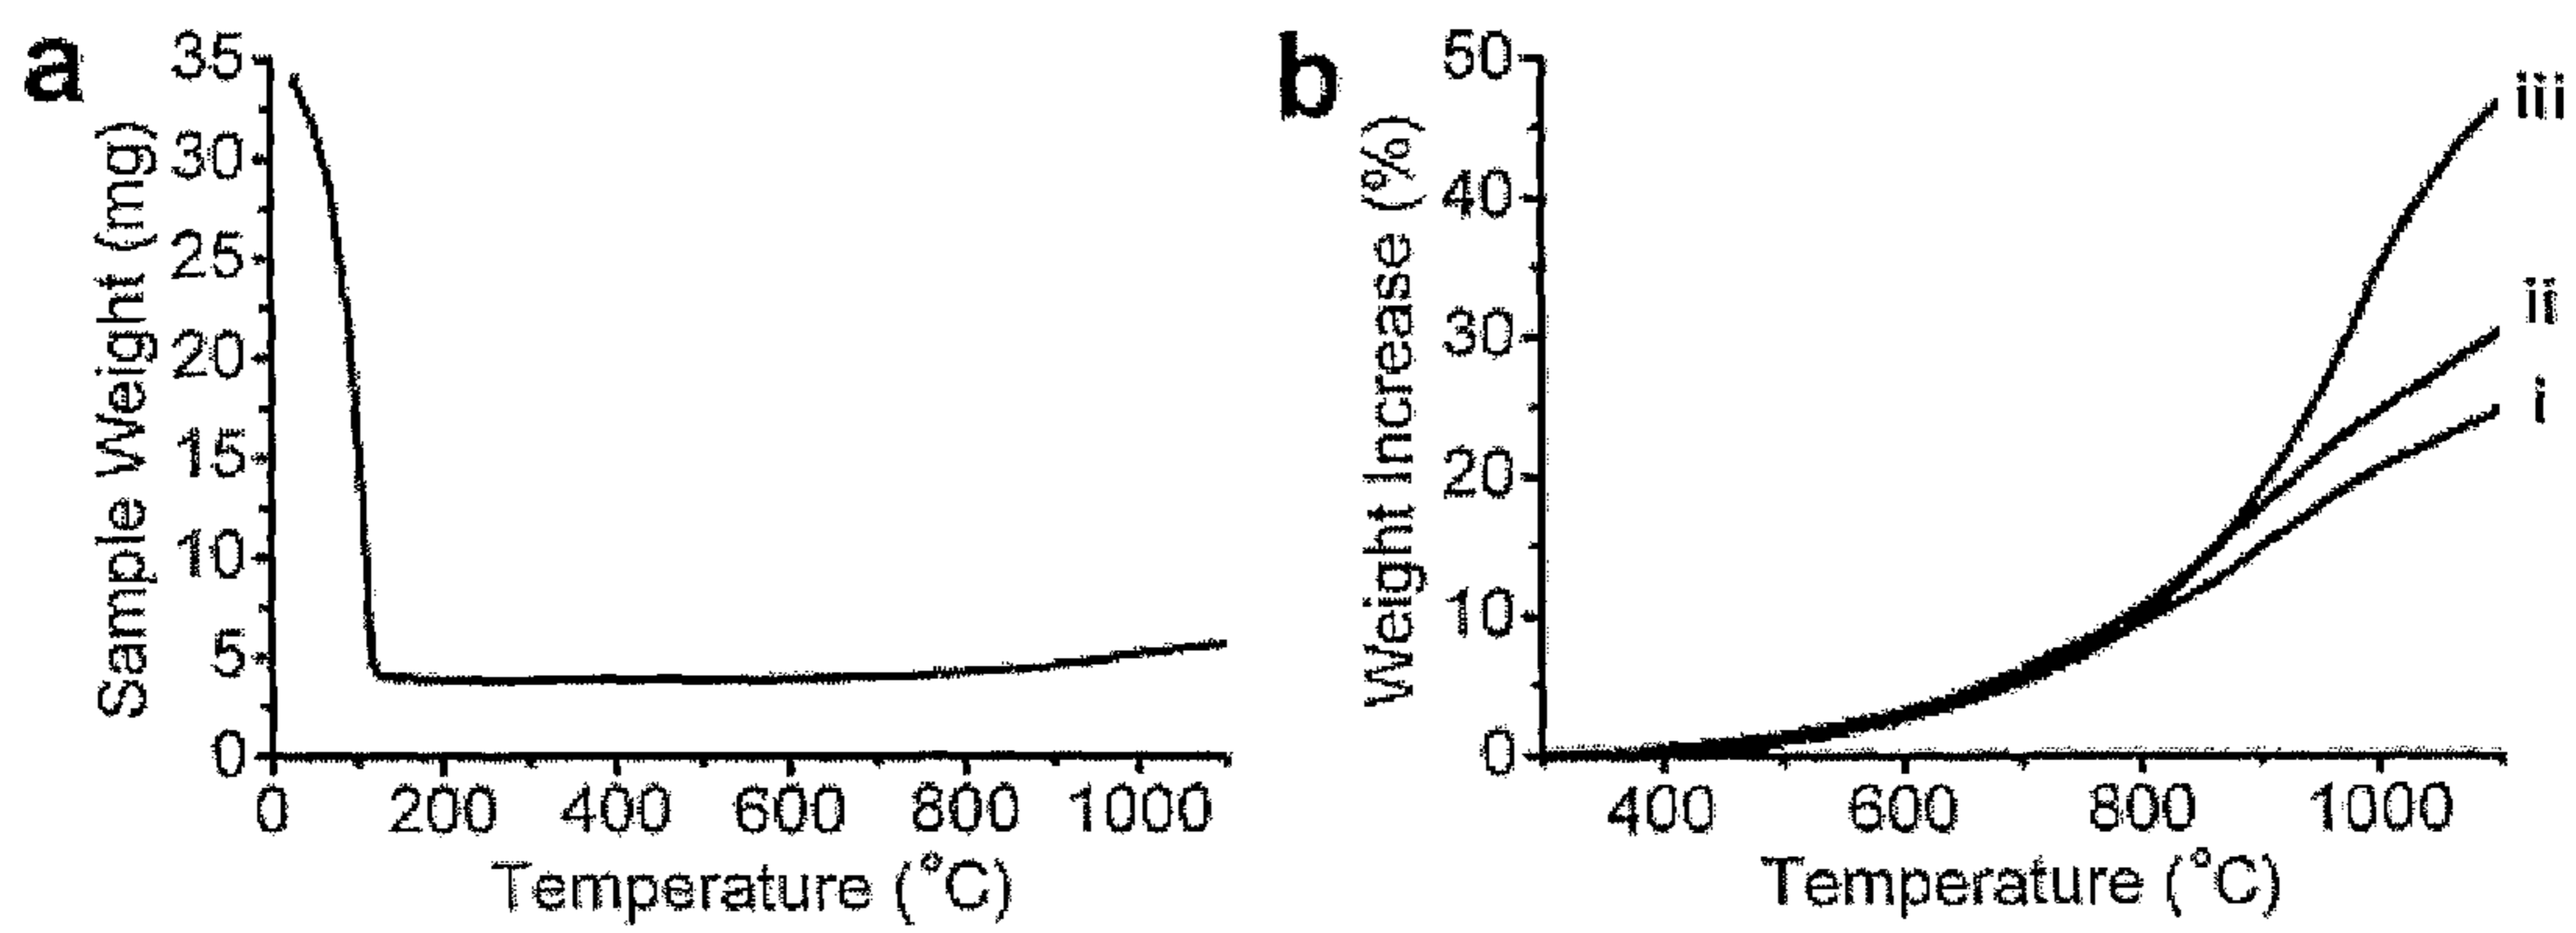 a
Sample Weight (mg)
35
30
25
20
15
10
5
0
0 200 400 600 800 1000
Temperature (°C)
b
Weight Increase (%)
50
40
30
20
10
0
400 600 800 1000
Temperature (°C)
iii
ii
i